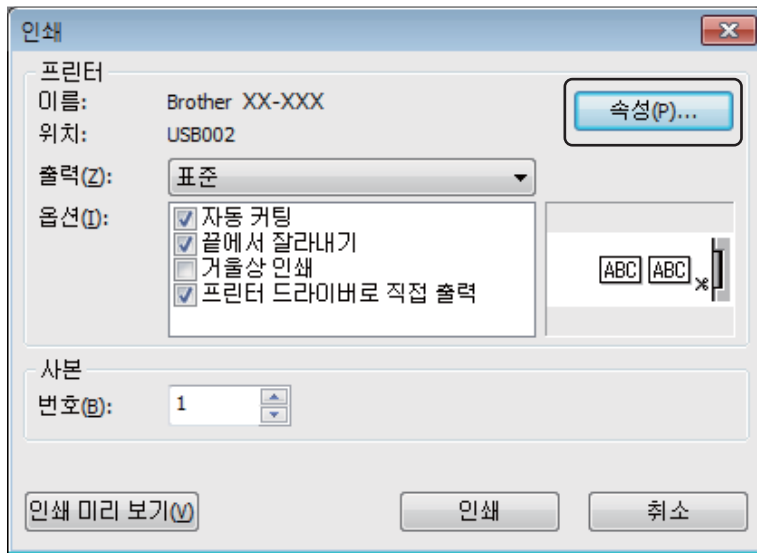 인쇄
프린터
이름: Brother XX-XXX
속성(P)...
위치: USB002
출력(Z): 표준
옵션(I):
자동 커팅
끝에서 잘라내기
거울상 인쇄
프린터 드라이버로 직접 출력
ABC ABC
사본
번호(B): 1
인쇄 미리 보기(V) 인쇄 취소